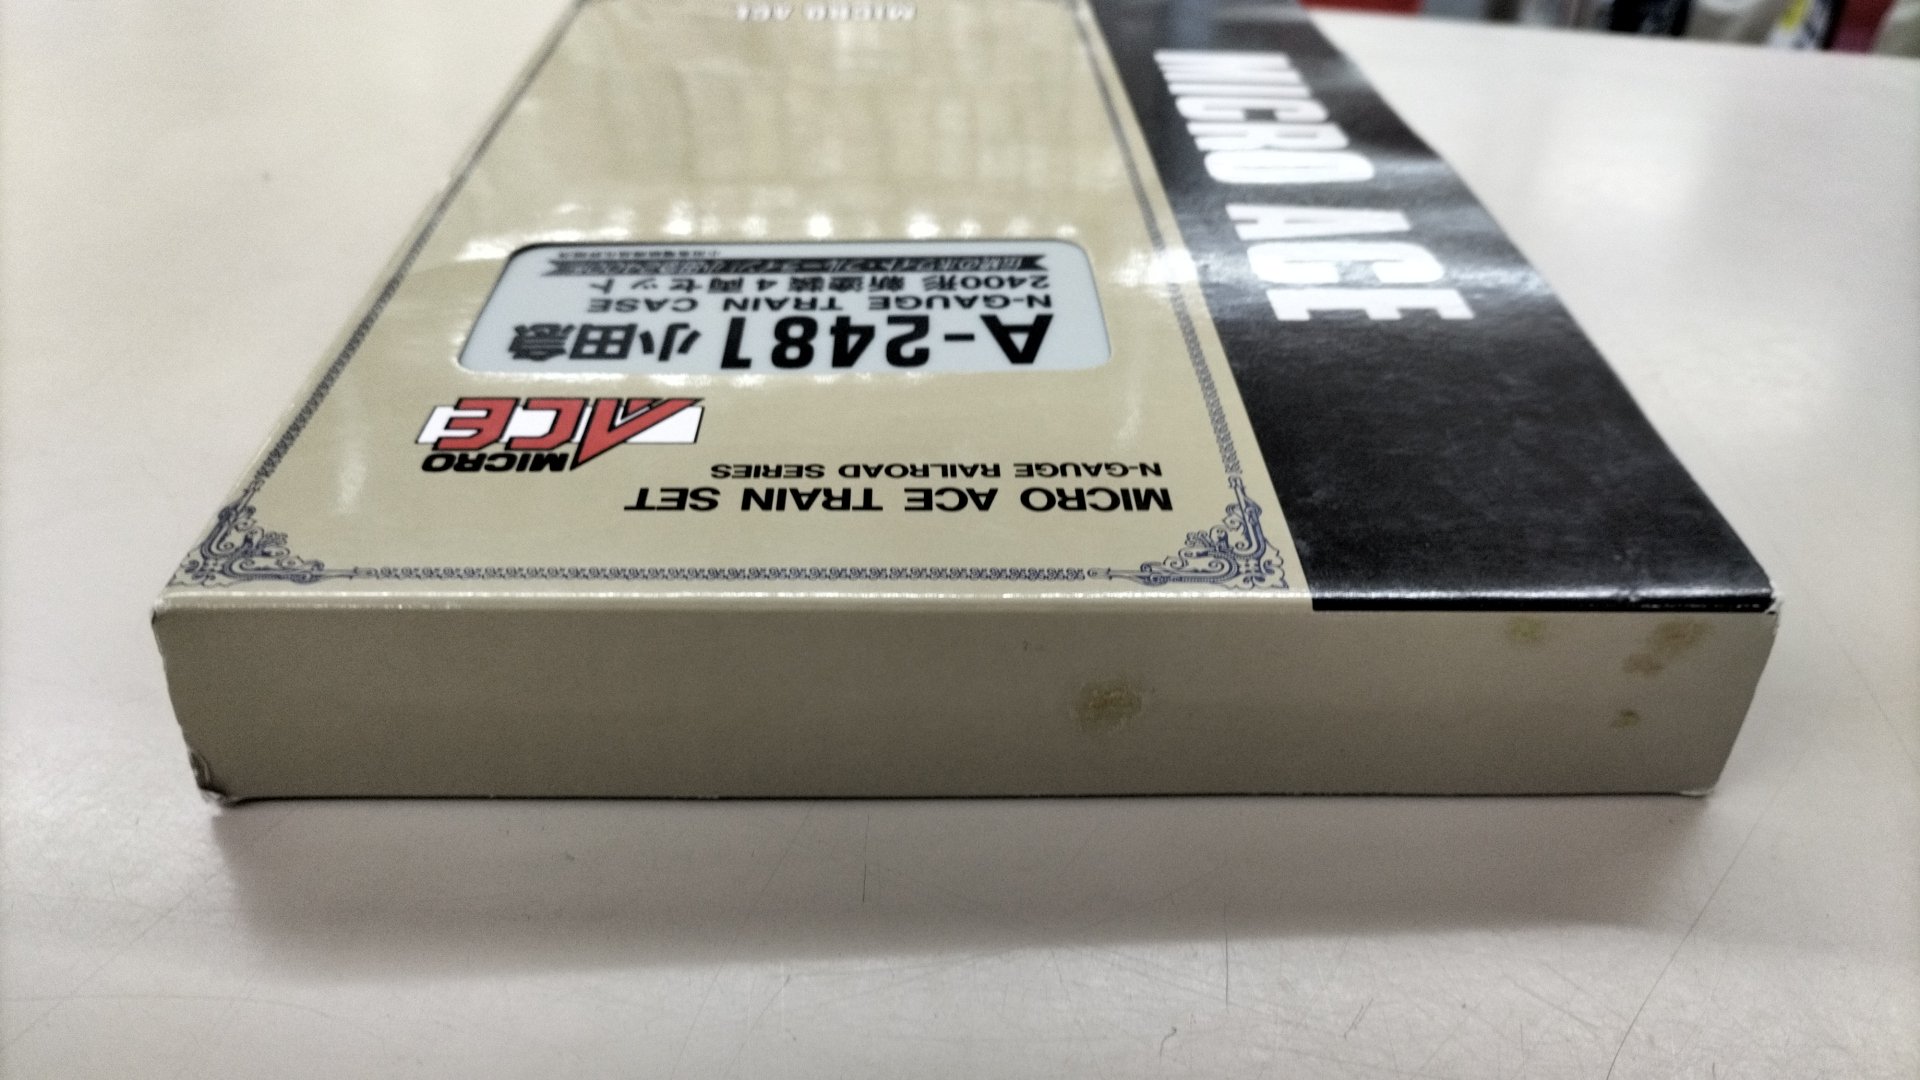 MICRO ACE TRAIN SET
N-GAUGE RAILROAD SERIES
MICRO
ACE
A-2481 小田急
N-GAUGE TRAIN CASE
2400形 新塗装 4両セット
MICRO ACE
MICRO ACE